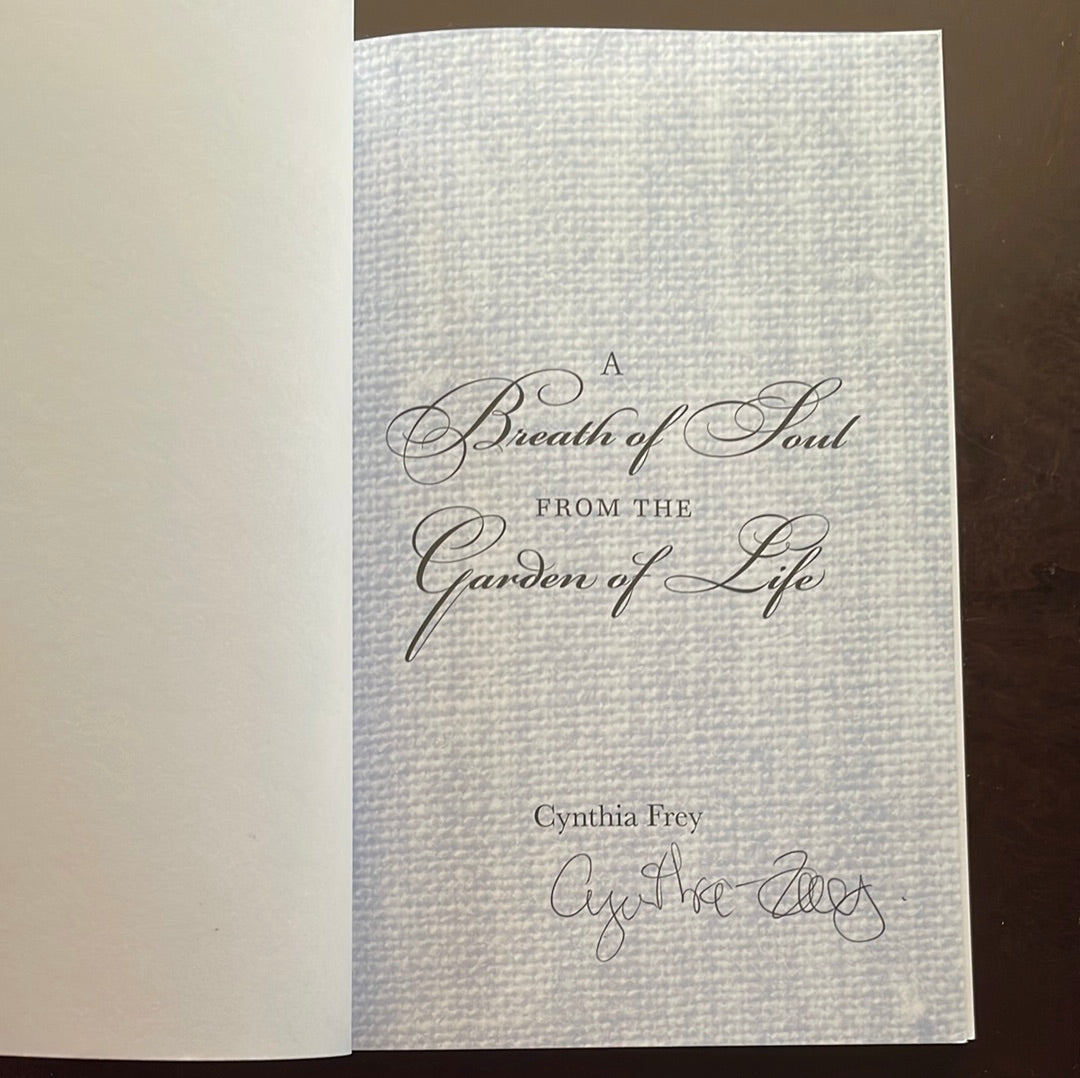 A
Breath of Soul
FROM THE
Garden of Life
Cynthia Frey
Cynthia Frey